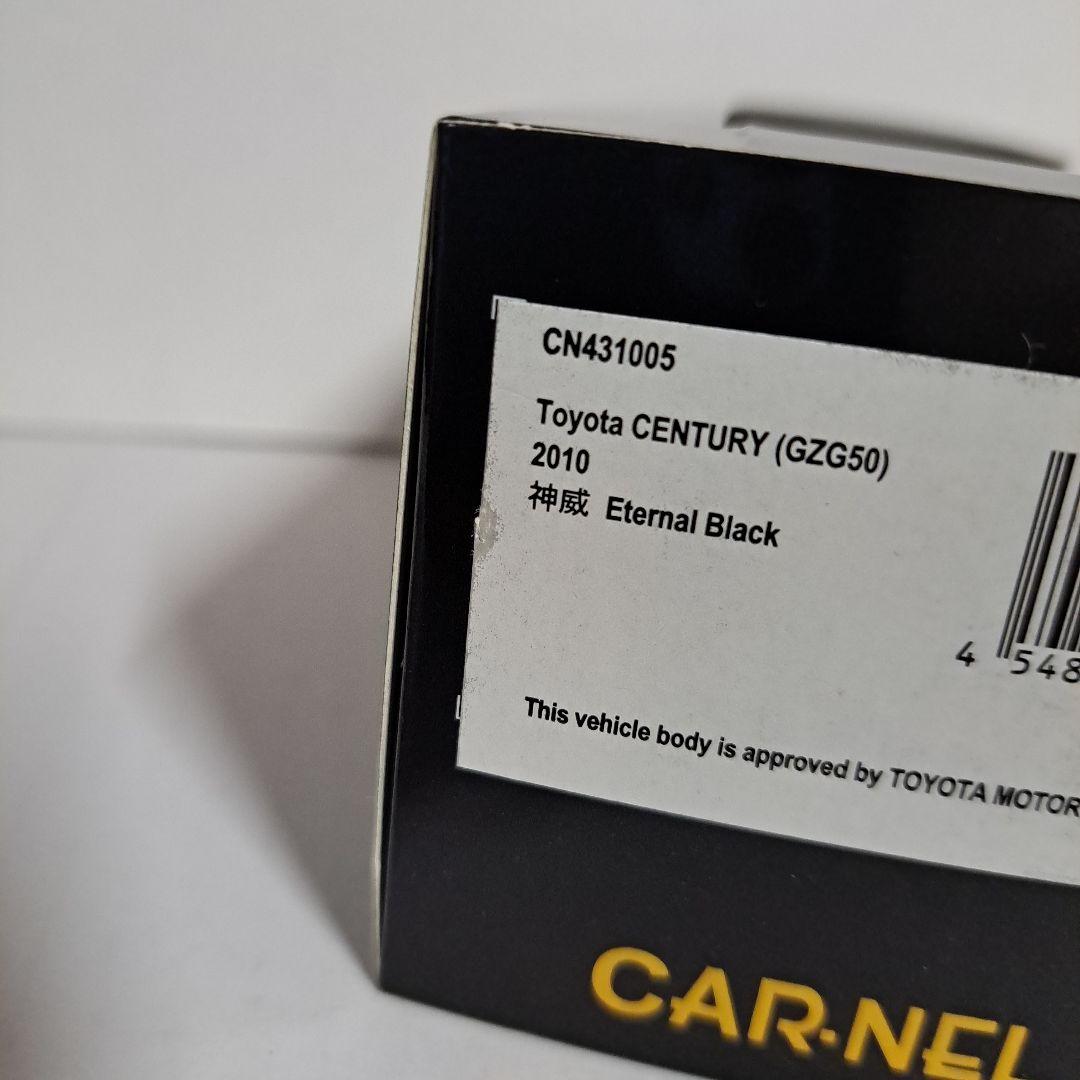 CN431005
Toyota CENTURY (GZG50)
2010
神威 Eternal Black
4 548
This vehicle body is approved by TOYOTA MOTOR
CAR·NEL